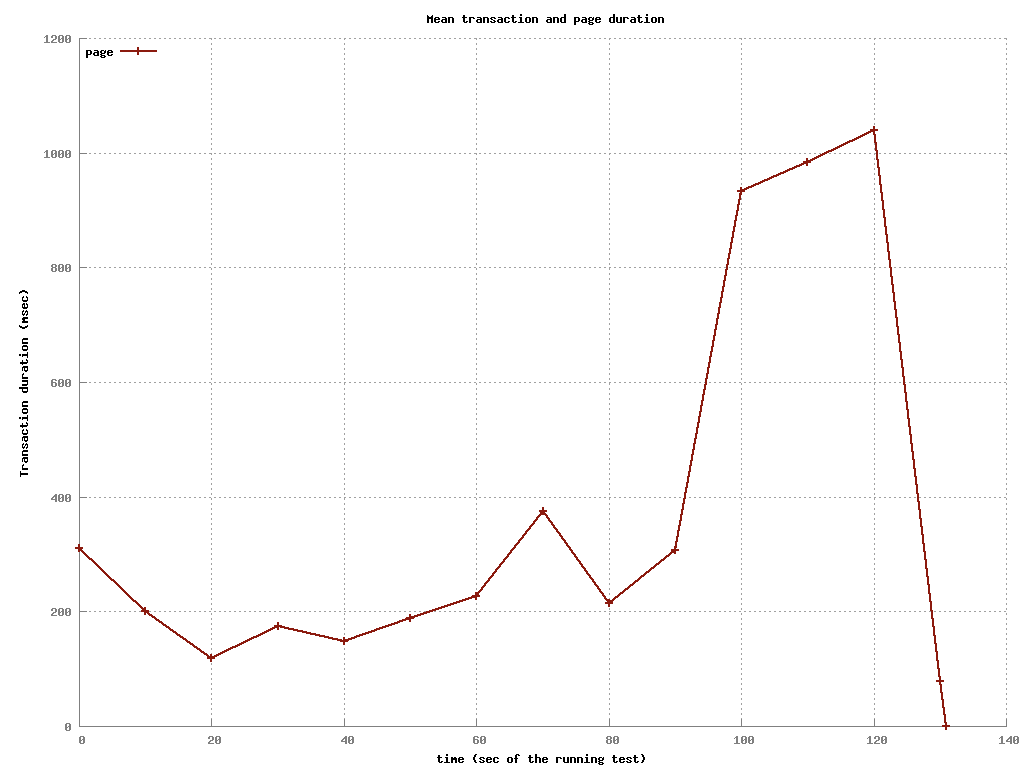 Mean transaction and page duration
1200
page
1000
800
600
400
200
0
Transaction duration (msec)
0 20 40 60 80 100 120 140
time (sec of the running test)